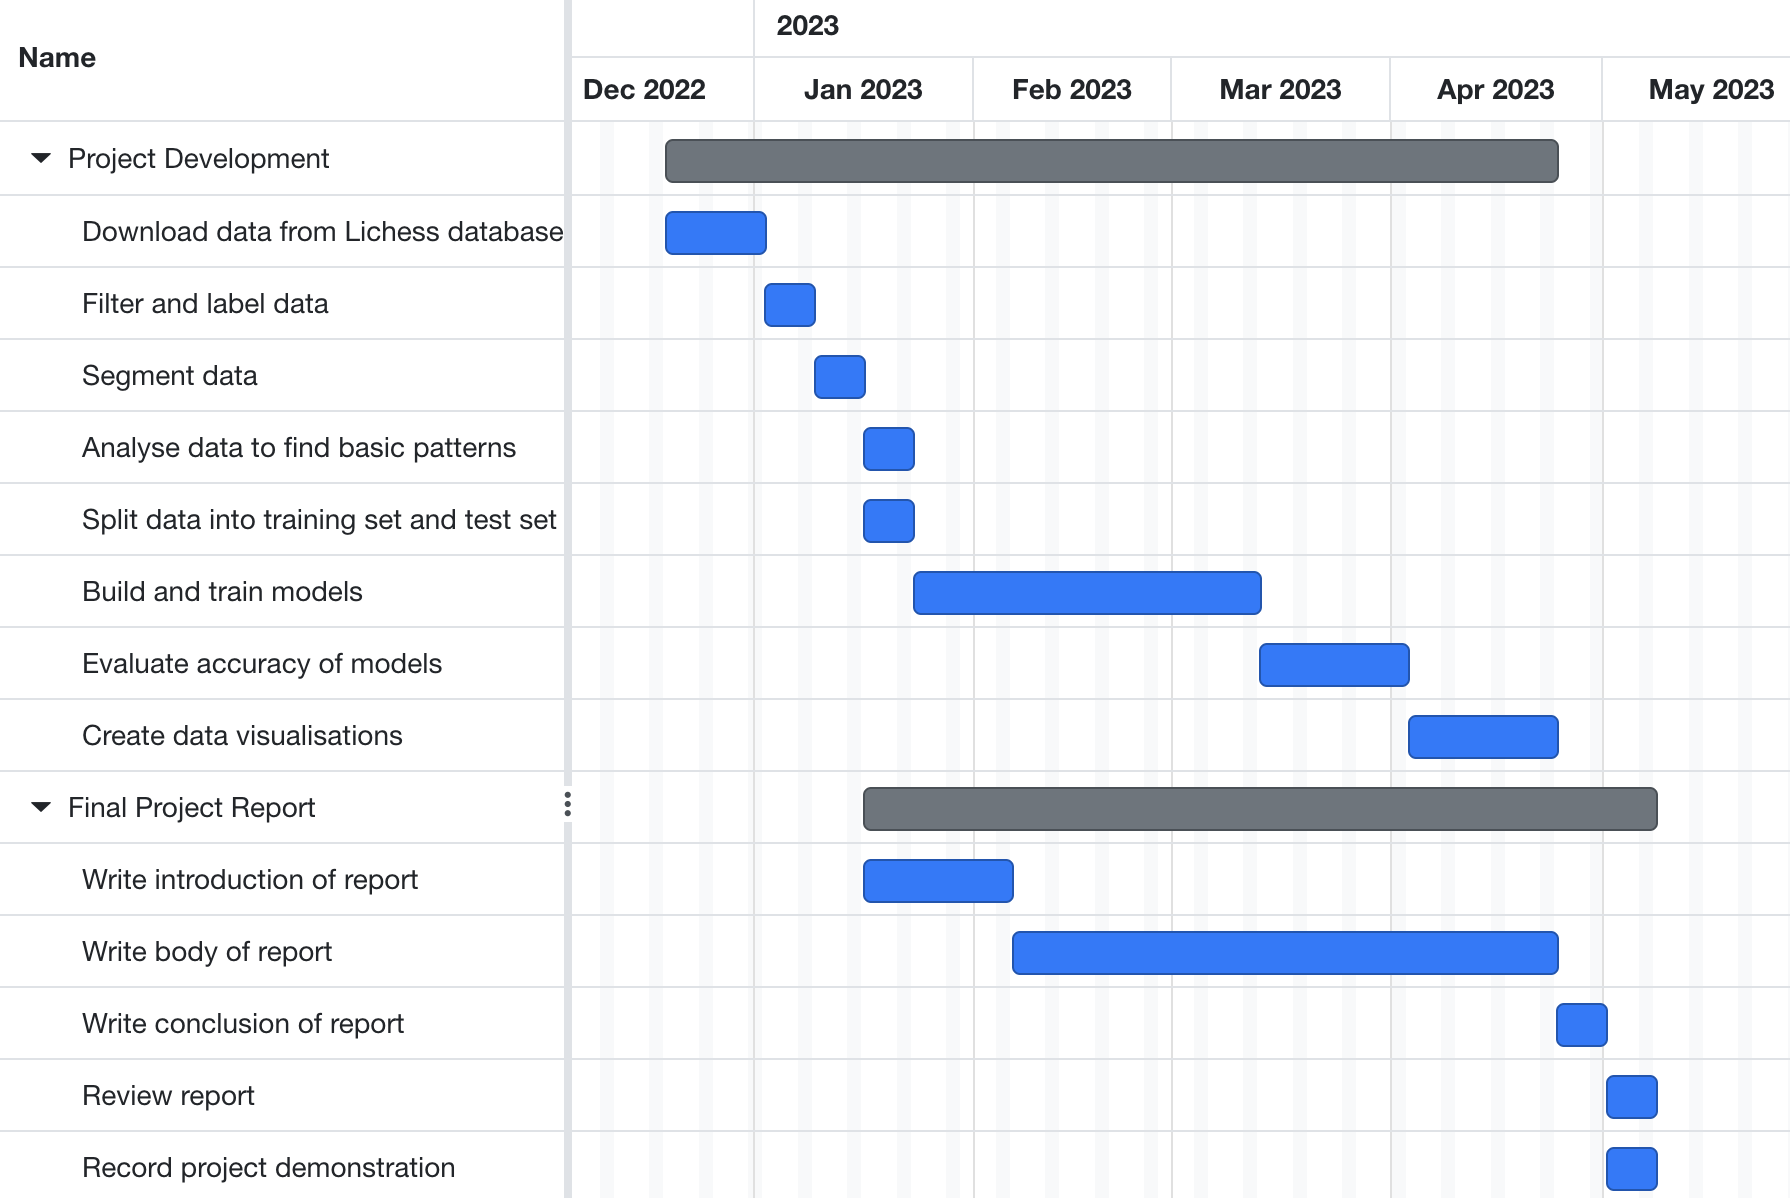 Name
2023
Dec 2022 Jan 2023 Feb 2023 Mar 2023 Apr 2023 May 2023
Project Development
Download data from Lichess database
Filter and label data
Segment data
Analyse data to find basic patterns
Split data into training set and test set
Build and train models
Evaluate accuracy of models
Create data visualisations
Final Project Report
Write introduction of report
Write body of report
Write conclusion of report
Review report
Record project demonstration